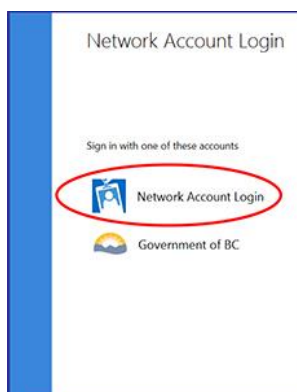 Network Account Login
Sign in with one of these accounts
Network Account Login
Government of BC